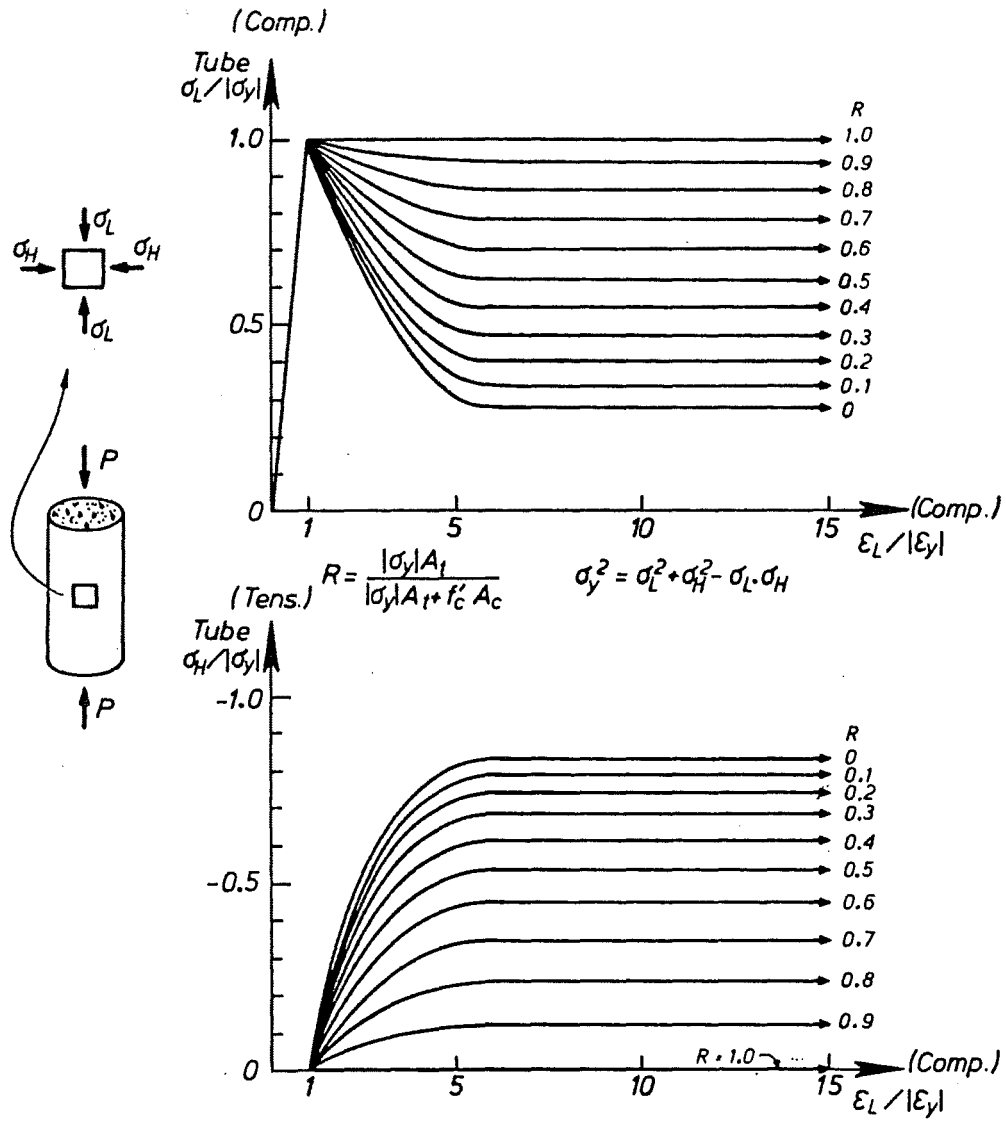 (Comp.)
Tube
σL/|σy|
R
1.0
1.0
0.9
0.8
0.7
0.6
0.5
0.4
0.3
0.2
0.1
0
0.5
0
1
5
10
15
(Comp.)
εL/|εy|
σL
σH
σH
σL
P
P
R = |σy|At / |σy|At + f'c Ac
σy² = σL² + σH² - σL.σH
(Tens.)
Tube
σH/|σy|
-1.0
-0.5
0
R
0
0.1
0.2
0.3
0.4
0.5
0.6
0.7
0.8
0.9
R = 1.0
1
5
10
15
(Comp.)
εL/|εy|